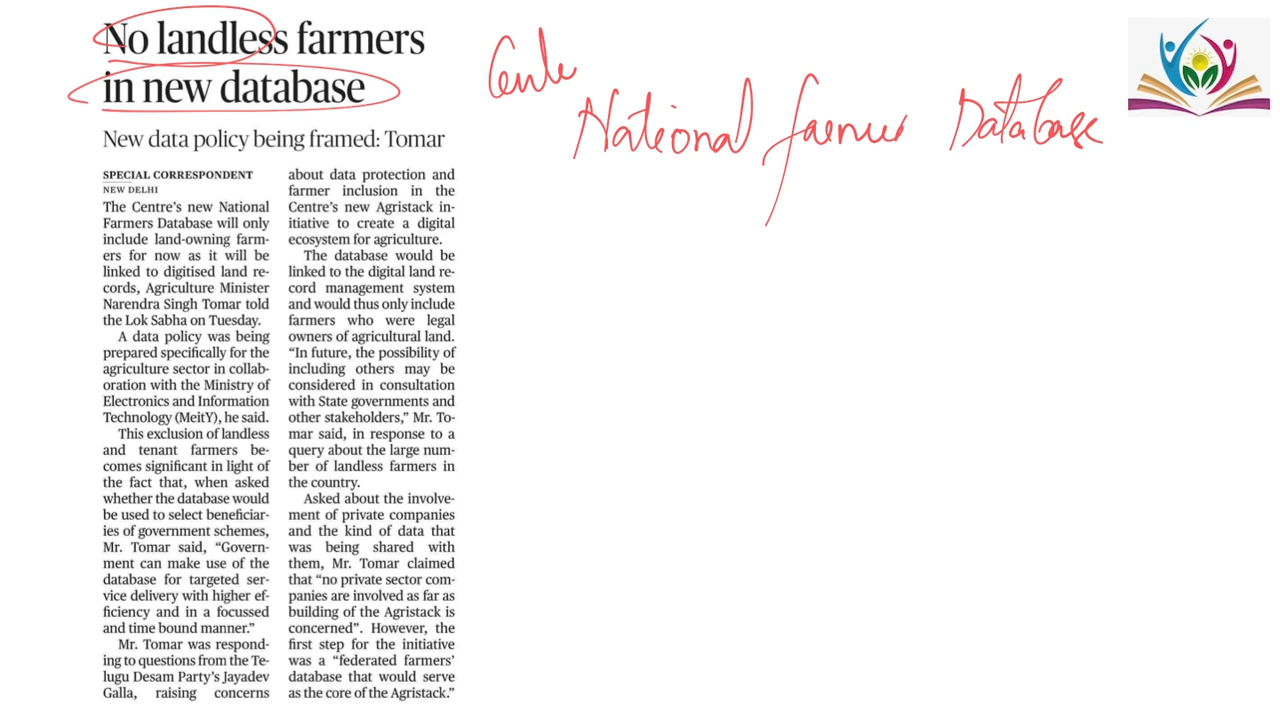 No landless farmers
in new database
New data policy being framed: Tomar
SPECIAL CORRESPONDENT
NEW DELHI
The Centre's new National
Farmers Database will only
include land-owning farm-
ers for now as it will be
linked to digitised land re-
cords, Agriculture Minister
Narendra Singh Tomar told
the Lok Sabha on Tuesday.
A data policy was being
prepared specifically for the
agriculture sector in collab-
oration with the Ministry of
Electronics and Information
Technology (MeitY), he said.
This exclusion of landless
and tenant farmers be-
comes significant in light of
the fact that, when asked
whether the database would
be used to select beneficiar-
ies of government schemes,
Mr. Tomar said, “Govern-
ment can make use of the
database for targeted ser-
vice delivery with higher ef-
ficiency and in a focussed
and time bound manner.”
Mr. Tomar was respond-
ing to questions from the Te-
lugu Desam Party's Jayadev
Galla, raising concerns
about data protection and
farmer inclusion in the
Centre's new Agristack in-
itiative to create a digital
ecosystem for agriculture.
The database would be
linked to the digital land re-
cord management system
and would thus only include
farmers who were legal
owners of agricultural land.
“In future, the possibility of
including others may be
considered in consultation
with State governments and
other stakeholders,” Mr. To-
mar said, in response to a
query about the large num-
ber of landless farmers in
the country.
Asked about the involve-
ment of private companies
and the kind of data that
was being shared with
them, Mr. Tomar claimed
that “no private sector com-
panies are involved as far as
building of the Agristack is
concerned”. However, the
first step for the initiative
was a “federated farmers'
database that would serve
as the core of the Agristack.”
Centre
National farmers Database